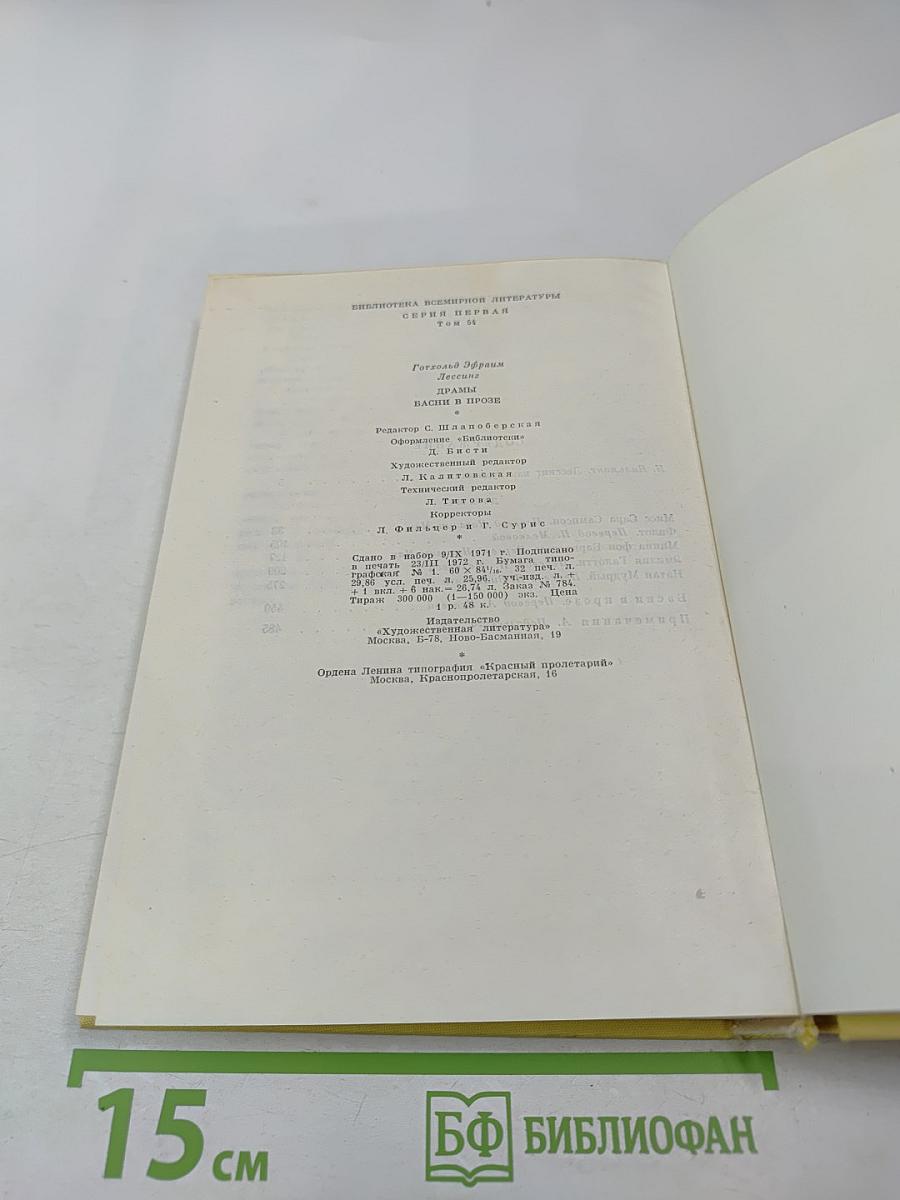 БИБЛИОТЕКА ВСЕМИРНОЙ ЛИТЕРАТУРЫ
СЕРИЯ ПЕРВАЯ
Том 54
Готхольд Эфраим
Лессинг
ДРАМЫ
БАСНИ В ПРОЗЕ
*
Редактор С. Шлапоберская
Оформление «Библиотеки»
Д. Бисти
Художественный редактор
Л. Калитовская
Технический редактор
Л. Титова
Корректоры
Л. Фильцер и Г. Сурис
*
Сдано в набор 9/IX 1971 г. Подписано
в печать 23/III 1972 г. Бумага типо-
графская № 1. 60 × 84¹/₁₆. 32 печ. л.
29,86 усл. печ. л. 25,96. уч.-изд. л. +
+ 1 вкл. + 6 нак. = 26,74 л. Заказ № 784.
Тираж 300 000 (1—150 000) экз. Цена
1 р. 48 к.
Издательство
«Художественная литература»
Москва, Б-78, Ново-Басманная, 19
*
Ордена Ленина типография «Красный пролетарий»
Москва, Краснопролетарская, 16
15 см
БФ БИБЛИОФАН